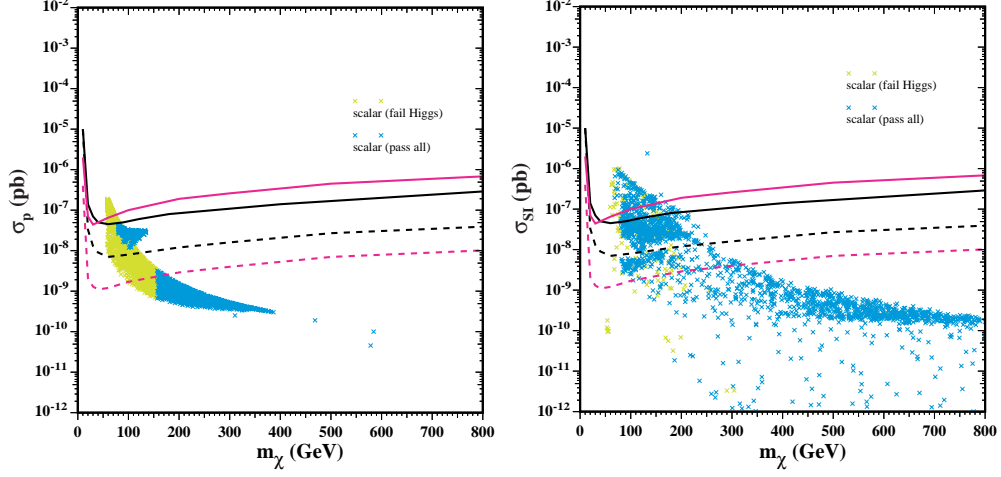 10^-2
10^-3
10^-4
10^-5
10^-6
10^-7
10^-8
10^-9
10^-10
10^-11
10^-12
σ_p (pb)
scalar (fail Higgs)
scalar (pass all)
0 100 200 300 400 500 600 700 800
m_χ (GeV)
10^-2
10^-3
10^-4
10^-5
10^-6
10^-7
10^-8
10^-9
10^-10
10^-11
10^-12
σ_SI (pb)
scalar (fail Higgs)
scalar (pass all)
0 100 200 300 400 500 600 700 800
m_χ (GeV)